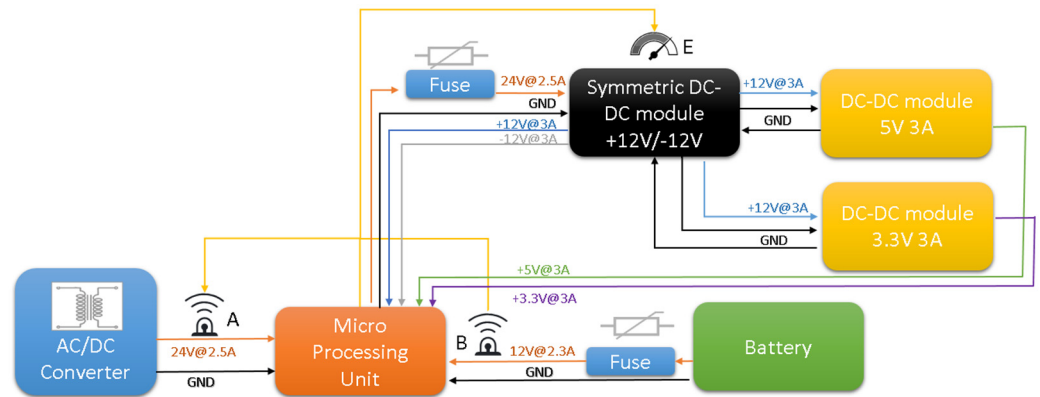 E
Fuse
24V@2.5A
GND
+12V@3A
-12V@3A
Symmetric DC-
DC module
+12V/-12V
+12V@3A
GND
DC-DC module
5V 3A
+12V@3A
GND
DC-DC module
3.3V 3A
+5V@3A
+3.3V@3A
AC/DC
Converter
A
24V@2.5A
GND
Micro
Processing
Unit
B
12V@2.3A
GND
Fuse
Battery